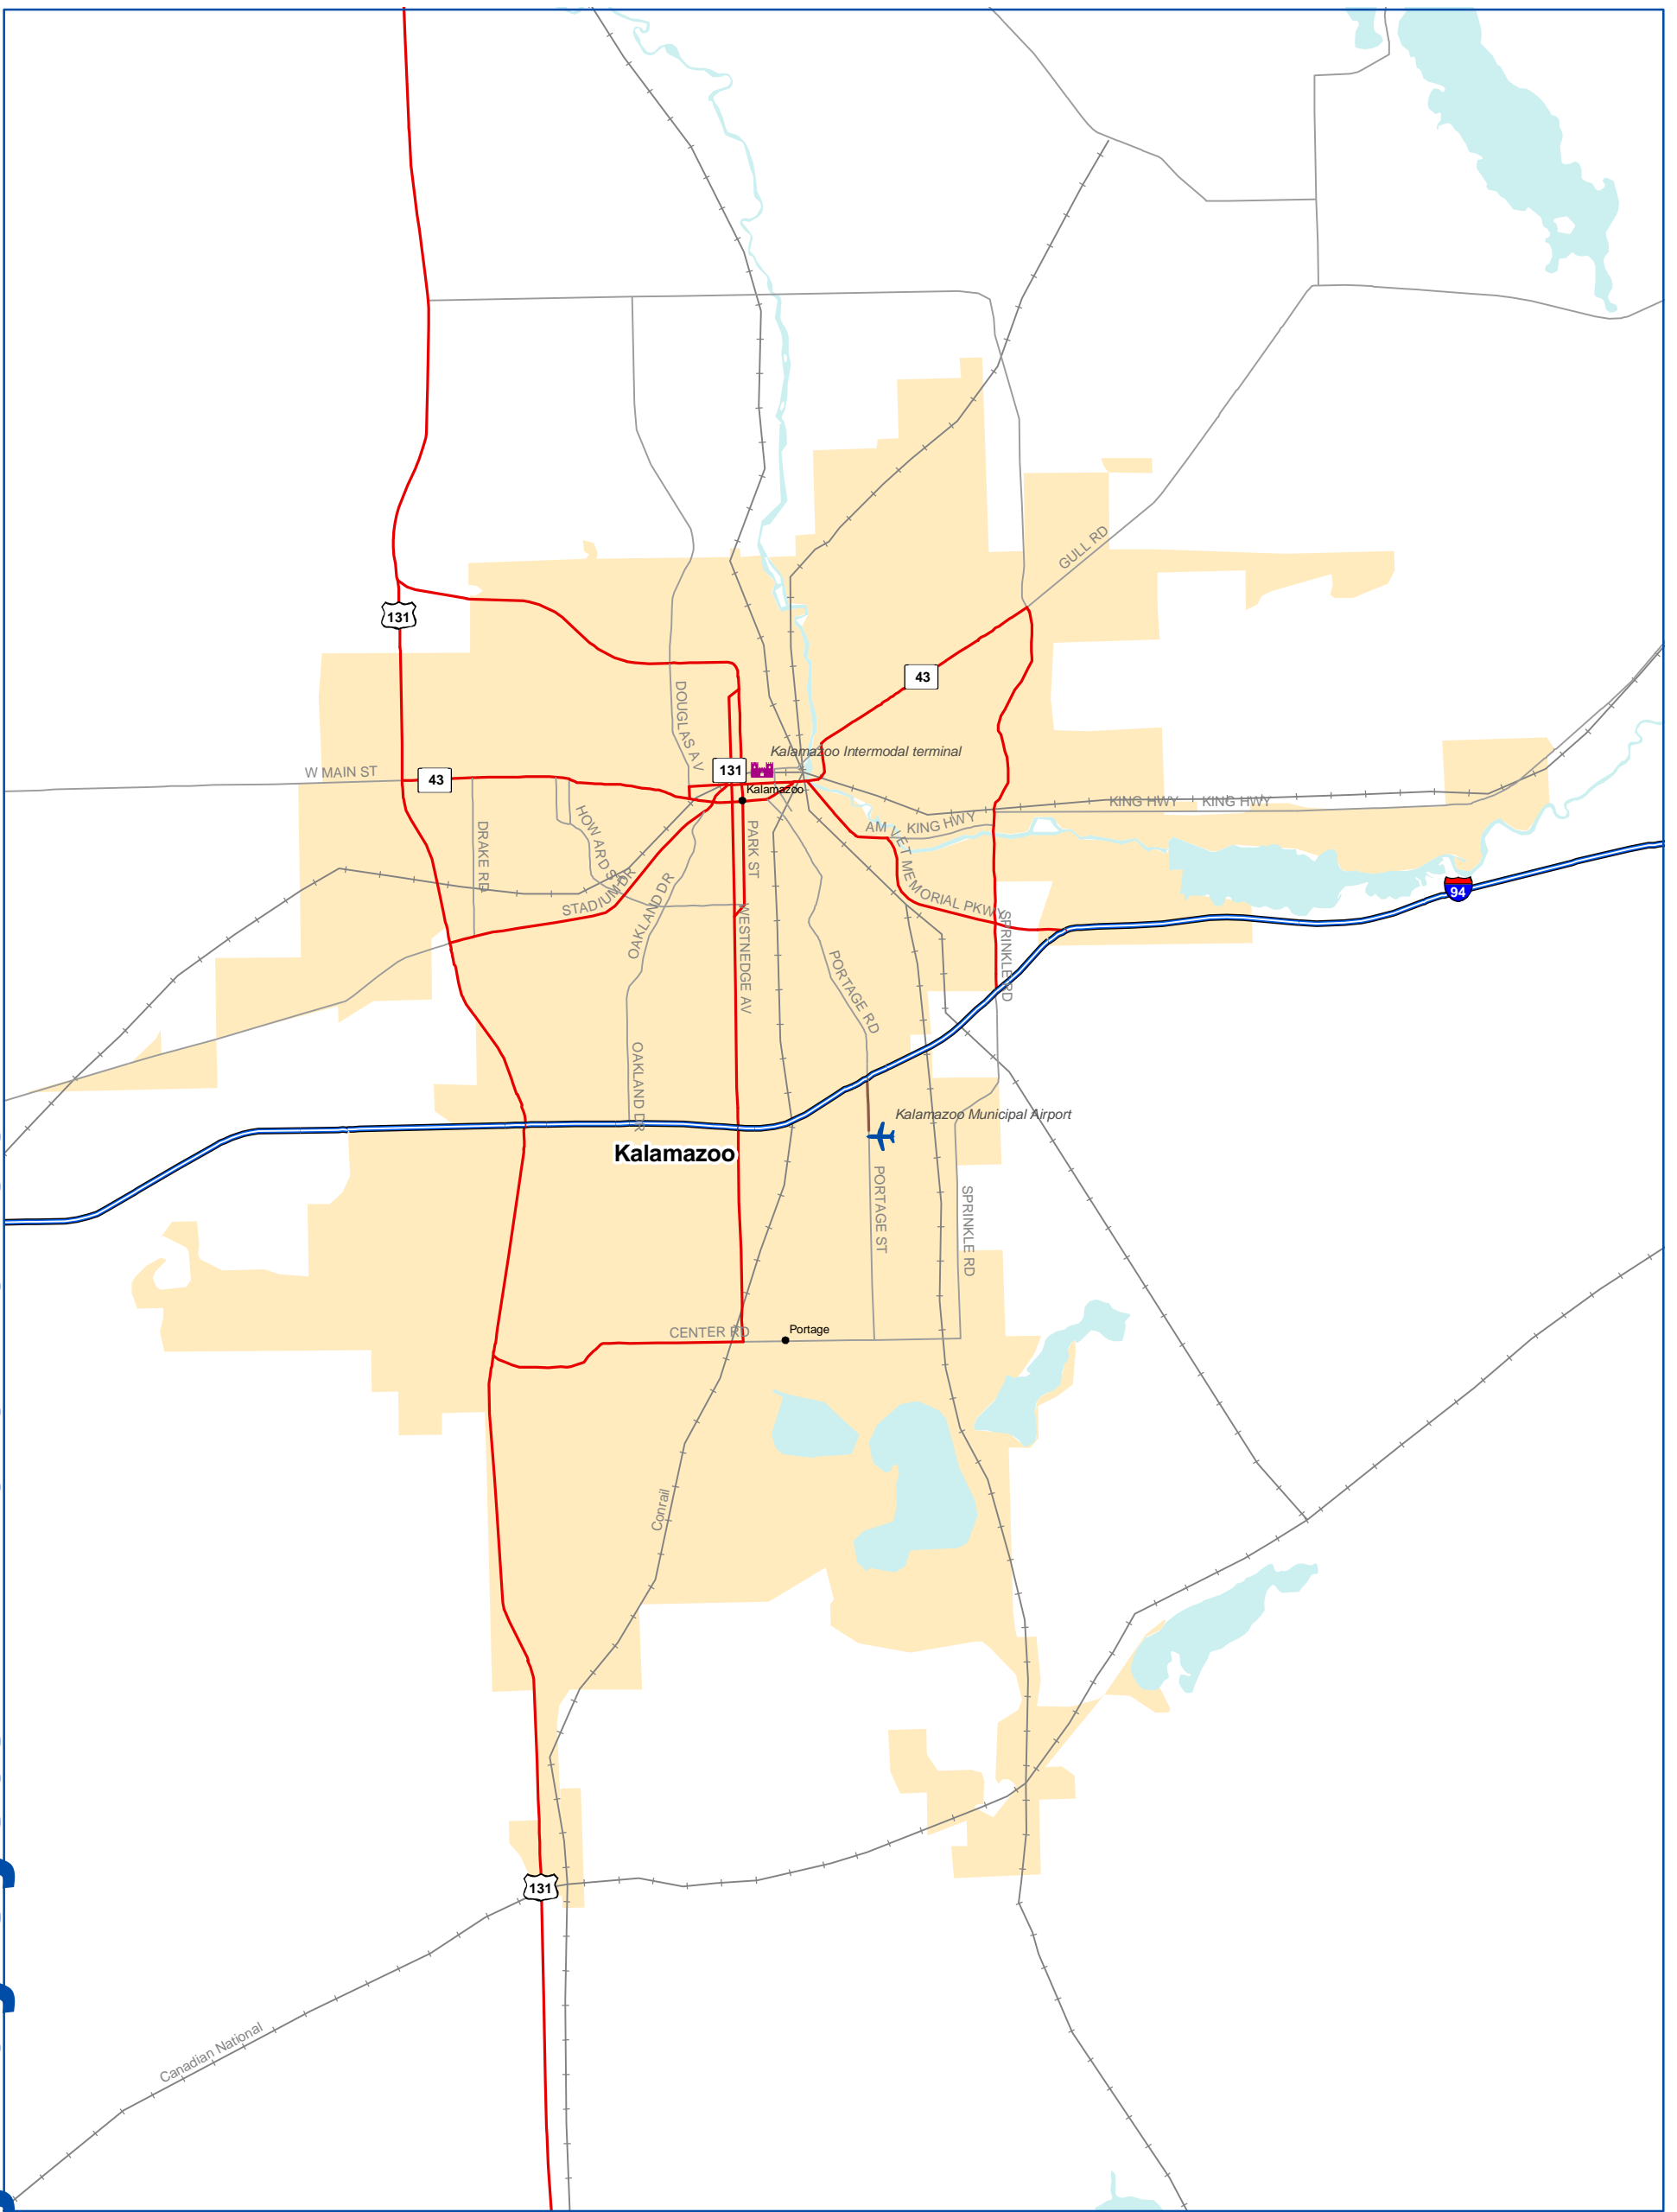 GULL RD
131
43
DOUGLAS AV
Kalamazoo Intermodal terminal
131
W MAIN ST
43
Kalamazoo
KING HWY
KING HWY
HOWARD ST
AM VET MEMORIAL PKWY
KING HWY
DRAKE RD
PARK ST
STADIUM DR
OAKLAND DR
94
WESTNEDGE AV
SPRINKLE RD
PORTAGE RD
OAKLAND DR
Kalamazoo Municipal Airport
Kalamazoo
PORTAGE ST
SPRINKLE RD
CENTER RD
Portage
Conrail
131
Canadian National